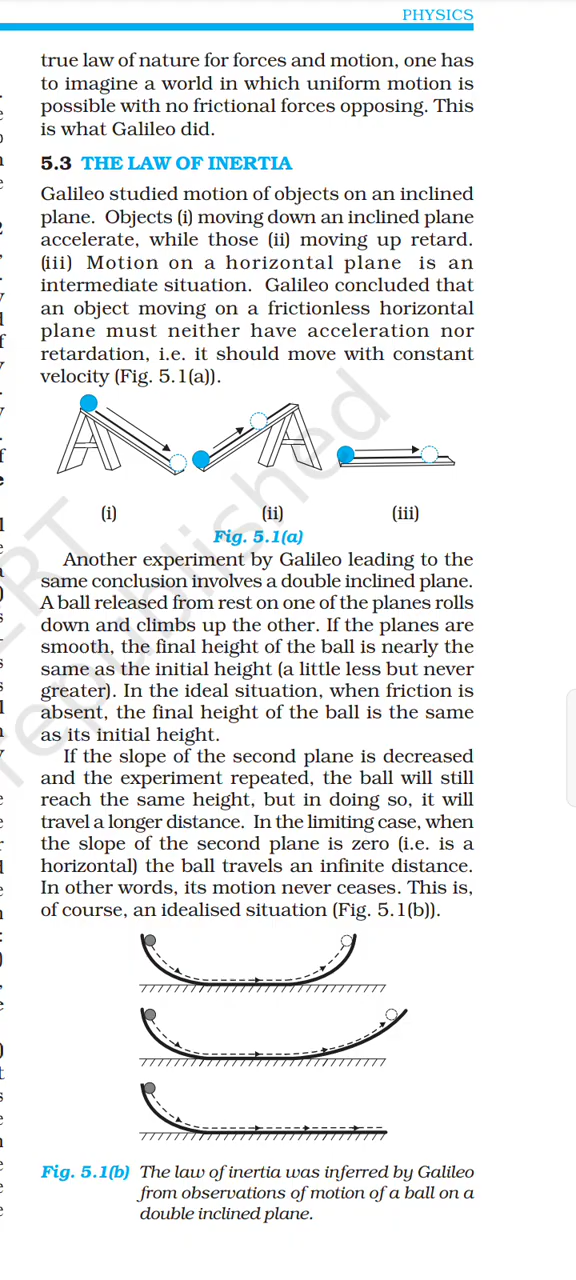 PHYSICS
true law of nature for forces and motion, one has
to imagine a world in which uniform motion is
possible with no frictional forces opposing. This
is what Galileo did.
5.3 THE LAW OF INERTIA
Galileo studied motion of objects on an inclined
plane. Objects (i) moving down an inclined plane
accelerate, while those (ii) moving up retard.
(iii) Motion on a horizontal plane is an
intermediate situation. Galileo concluded that
an object moving on a frictionless horizontal
plane must neither have acceleration nor
retardation, i.e. it should move with constant
velocity (Fig. 5.1(a)).
(i) (ii) (iii)
Fig. 5.1(a)
Another experiment by Galileo leading to the
same conclusion involves a double inclined plane.
A ball released from rest on one of the planes rolls
down and climbs up the other. If the planes are
smooth, the final height of the ball is nearly the
same as the initial height (a little less but never
greater). In the ideal situation, when friction is
absent, the final height of the ball is the same
as its initial height.
If the slope of the second plane is decreased
and the experiment repeated, the ball will still
reach the same height, but in doing so, it will
travel a longer distance. In the limiting case, when
the slope of the second plane is zero (i.e. is a
horizontal) the ball travels an infinite distance.
In other words, its motion never ceases. This is,
of course, an idealised situation (Fig. 5.1(b)).
Fig. 5.1(b) The law of inertia was inferred by Galileo
from observations of motion of a ball on a
double inclined plane.
republished